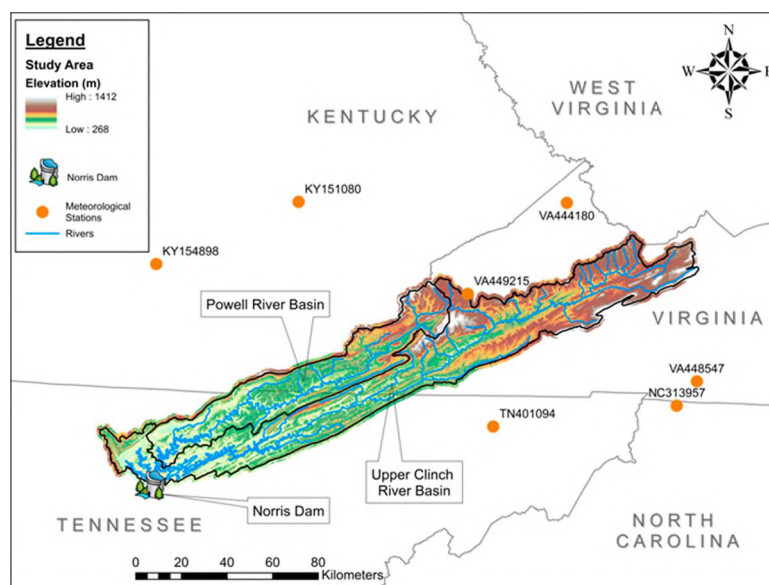 Legend
Study Area
Elevation (m)
High : 1412
Low : 268
Norris Dam
Meteorological
Stations
Rivers
N
W
E
S
WEST
VIRGINIA
KENTUCKY
KY151080
VA444180
KY154898
VA449215
Powell River Basin
VIRGINIA
VA448547
NC313957
TN401094
Upper Clinch
River Basin
Norris Dam
TENNESSEE
NORTH
CAROLINA
0 10 20 40 60 80
Kilometers